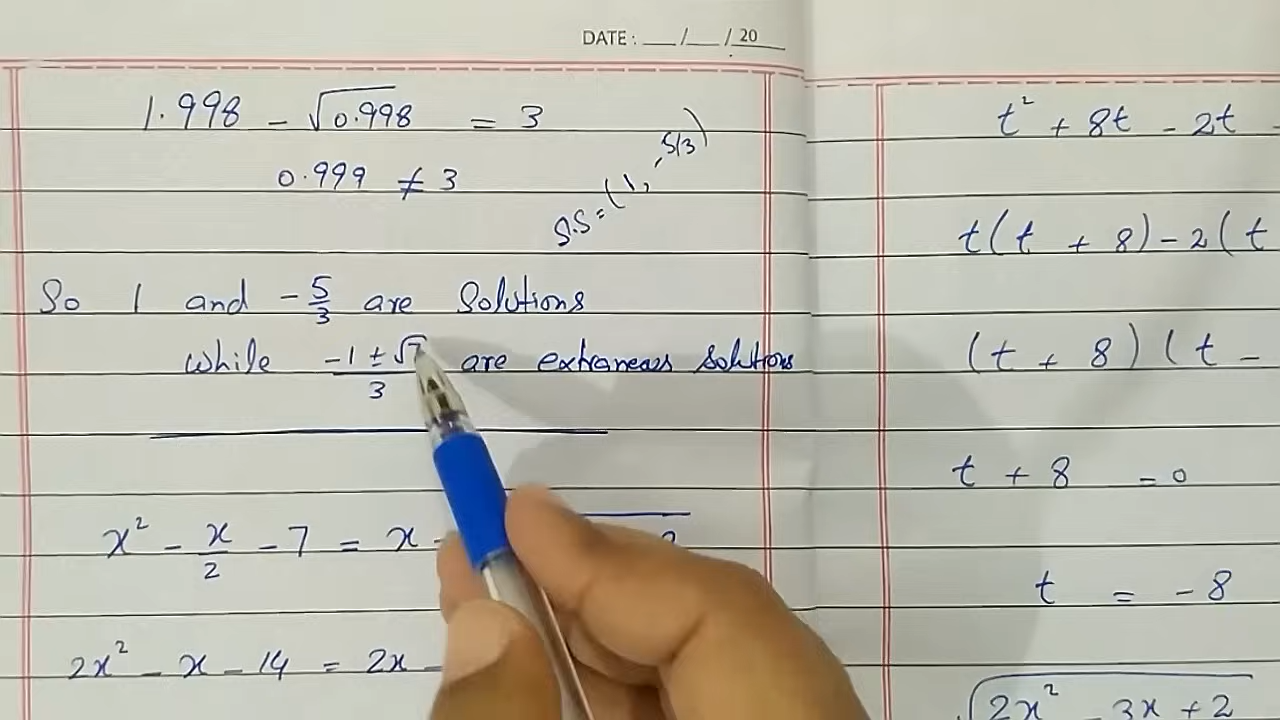 DATE : __/__/ 20
1.998 - √0.998 = 3
0.999 ≠ 3
S.S = (1, , 5/3)
So 1 and -5/3 are Solutions
while (-1 ± √7)/3 are extraneous solutions
x² - x/2 - 7 = x -
2x² - x - 14 = 2x -
t² + 8t - 2t -
t(t + 8) - 2(t
(t + 8)(t -
t + 8 = 0
t = -8
√2x² - 3x + 2